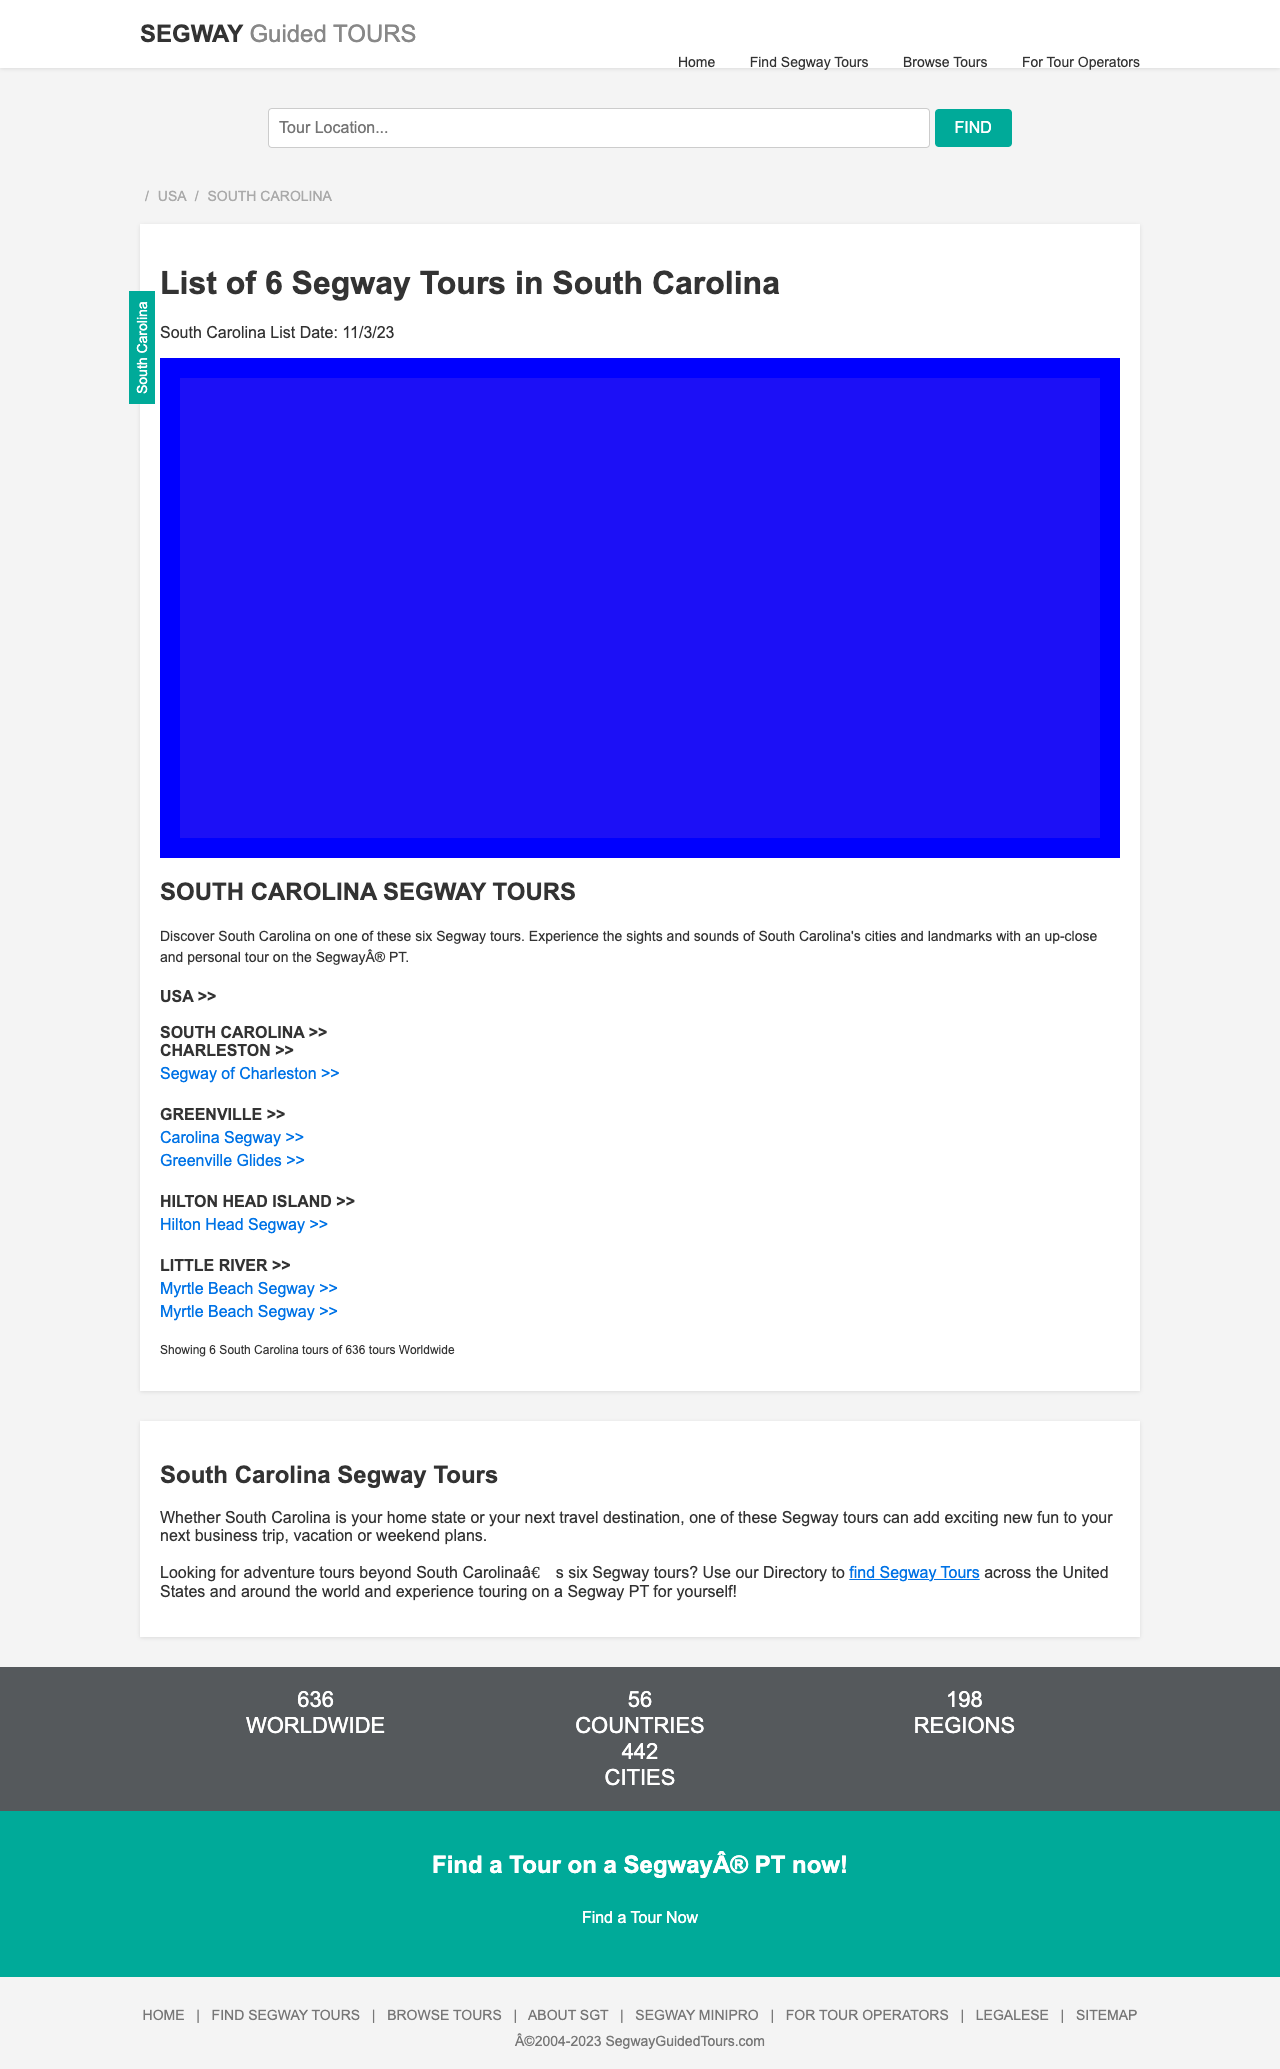 SEGWAY Guided TOURS
Home Find Segway Tours Browse Tours For Tour Operators
Tour Location... FIND
/ USA / SOUTH CAROLINA
List of 6 Segway Tours in South Carolina
South Carolina
South Carolina List Date: 11/3/23
SOUTH CAROLINA SEGWAY TOURS
Discover South Carolina on one of these six Segway tours. Experience the sights and sounds of South Carolina's cities and landmarks with an up-close
and personal tour on the SegwayÂ® PT.
USA >>
SOUTH CAROLINA >>
CHARLESTON >>
Segway of Charleston >>
GREENVILLE >>
Carolina Segway >>
Greenville Glides >>
HILTON HEAD ISLAND >>
Hilton Head Segway >>
LITTLE RIVER >>
Myrtle Beach Segway >>
Myrtle Beach Segway >>
Showing 6 South Carolina tours of 636 tours Worldwide
South Carolina Segway Tours
Whether South Carolina is your home state or your next travel destination, one of these Segway tours can add exciting new fun to your
next business trip, vacation or weekend plans.
Looking for adventure tours beyond South Carolinaâ€ s six Segway tours? Use our Directory to find Segway Tours across the United
States and around the world and experience touring on a Segway PT for yourself!
636 56 198
WORLDWIDE COUNTRIES REGIONS
442
CITIES
Find a Tour on a SegwayÂ® PT now!
Find a Tour Now
HOME | FIND SEGWAY TOURS | BROWSE TOURS | ABOUT SGT | SEGWAY MINIPRO | FOR TOUR OPERATORS | LEGALESE | SITEMAP
Â©2004-2023 SegwayGuidedTours.com